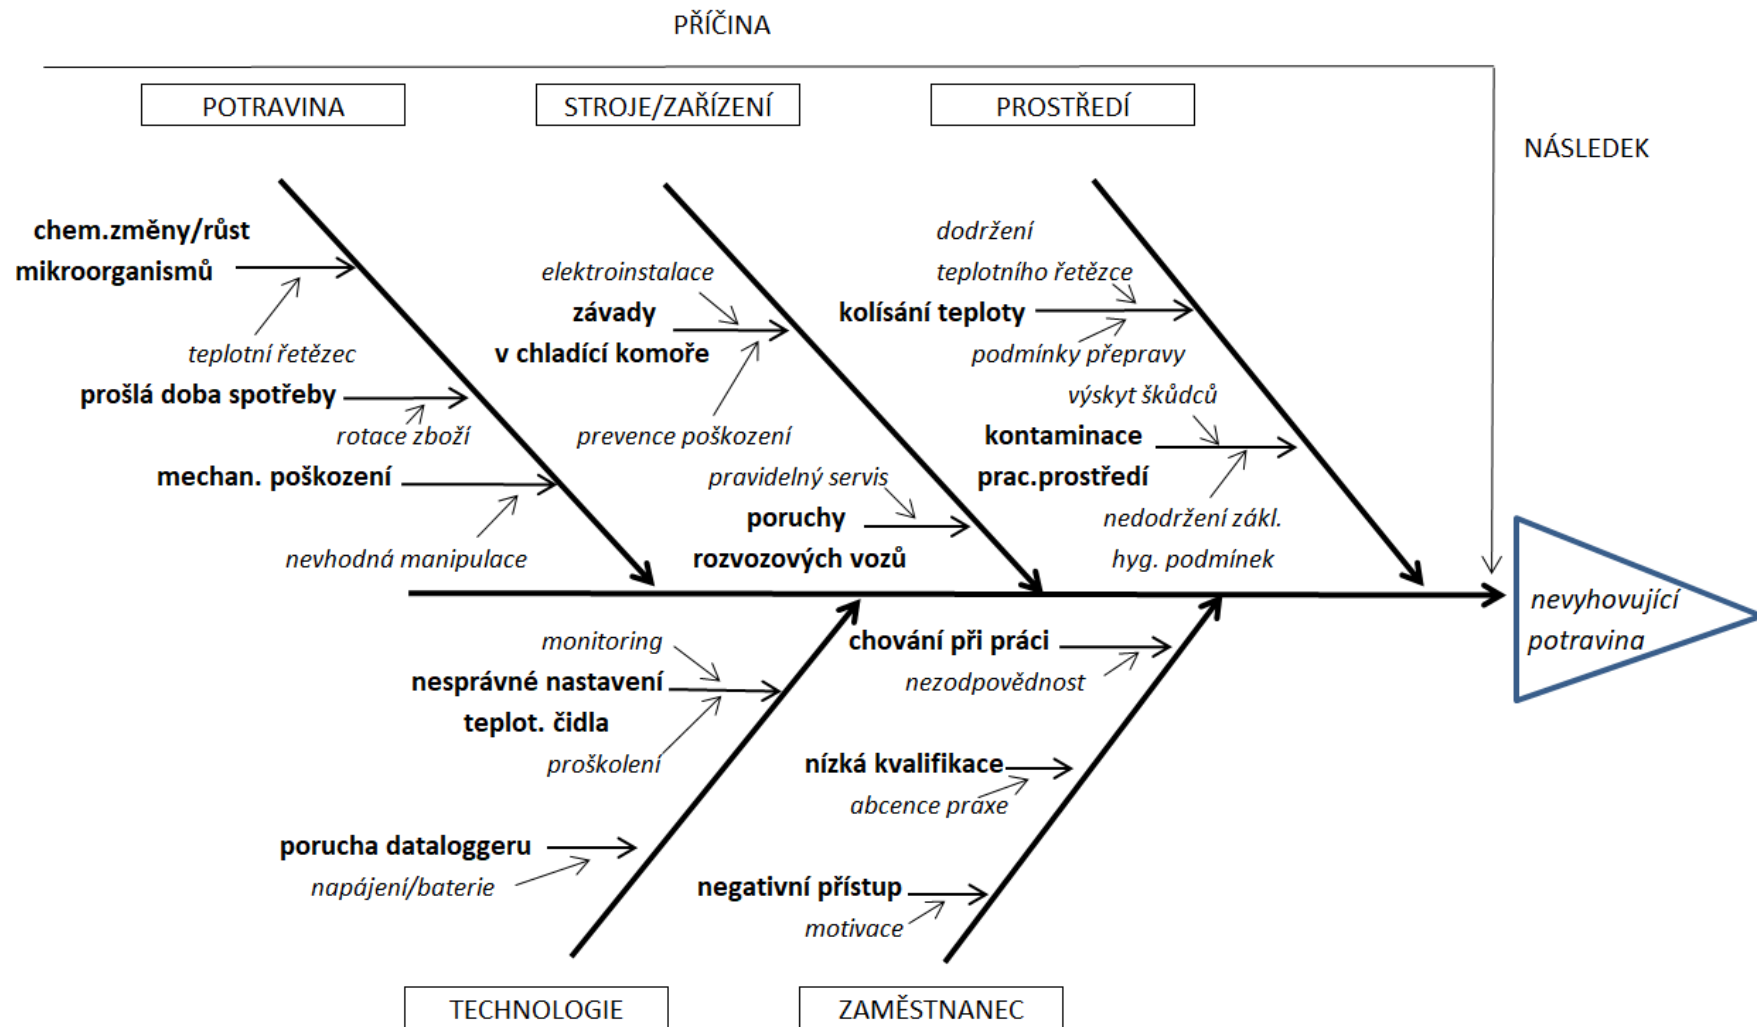 PŘÍČINA
POTRAVINA
STROJE/ZAŘÍZENÍ
PROSTŘEDÍ
NÁSLEDEK
chem.změny/růst
mikroorganismů
teplotní řetězec
prošlá doba spotřeby
rotace zboží
mechan. poškození
nevhodná manipulace
elektroinstalace
závady
v chladící komoře
prevence poškození
pravidelný servis
poruchy
rozvozových vozů
dodržení
teplotního řetězce
kolísání teploty
podmínky přepravy
výskyt škůdců
kontaminace
prac.prostředí
nedodržení zákl.
hyg. podmínek
nevyhovující
potravina
monitoring
nesprávné nastavení
teplot. čidla
proškolení
porucha dataloggeru
napájení/baterie
chování při práci
nezodpovědnost
nízká kvalifikace
abcence praxe
negativní přístup
motivace
TECHNOLOGIE
ZAMĚSTNANEC